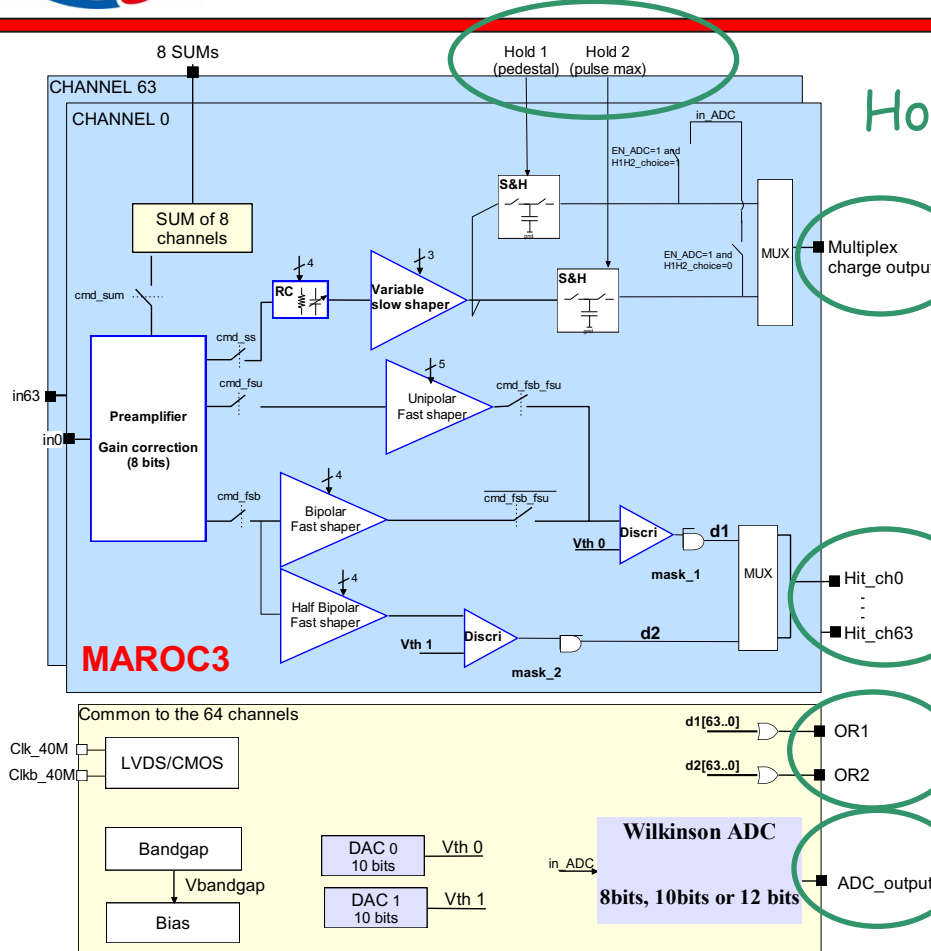 8 SUMs
Hold 1
(pedestal)
Hold 2
(pulse max)
Ho
CHANNEL 63
CHANNEL 0
in_ADC
EN_ADC=1 and
H1H2_choice=1
S&H
gnd
SUM of 8
channels
MUX
Multiplex
charge output
EN_ADC=1 and
H1H2_choice=0
4
3
RC
Variable
slow shaper
S&H
gnd
cmd_sum
cmd_ss
5
cmd_fsu
Unipolar
Fast shaper
cmd_fsb_fsu
in63
in0
Preamplifier
Gain correction
(8 bits)
4
cmd_fsb
Bipolar
Fast shaper
cmd_fsb_fsu
Discri
d1
Vth 0
mask_1
MUX
Hit_ch0
Hit_ch63
4
Half Bipolar
Fast shaper
Discri
d2
Vth 1
mask_2
MAROC3
Common to the 64 channels
d1[63..0]
OR1
Clk_40M
Clkb_40M
LVDS/CMOS
d2[63..0]
OR2
Wilkinson ADC
8bits, 10bits or 12 bits
in_ADC
ADC_output
Bandgap
Vbandgap
Bias
DAC 0
10 bits
Vth 0
DAC 1
10 bits
Vth 1